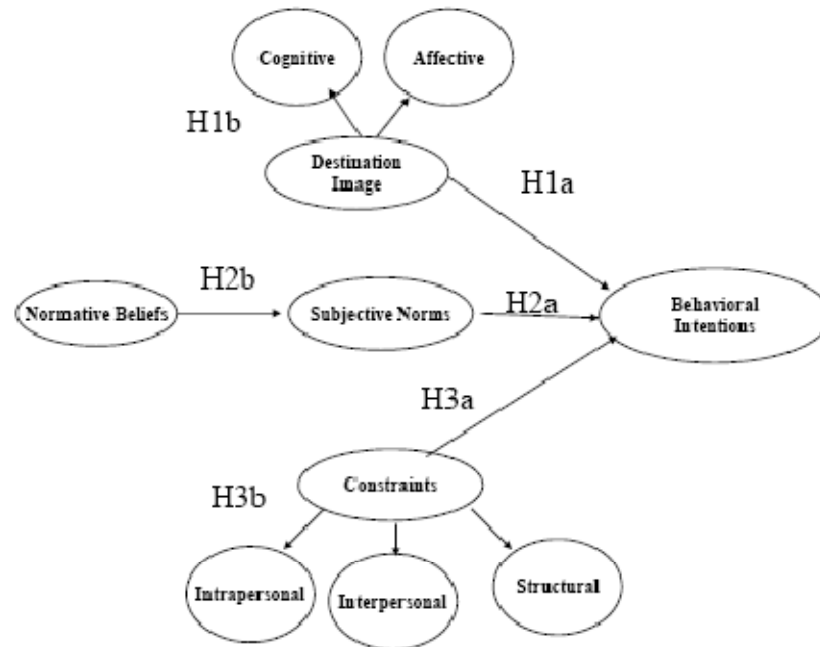 Cognitive
Affective
H1b
Destination
Image
H1a
H2b
Normative Beliefs
Subjective Norms
H2a
Behavioral
Intentions
H3a
Constraints
H3b
Intrapersonal
Interpersonal
Structural